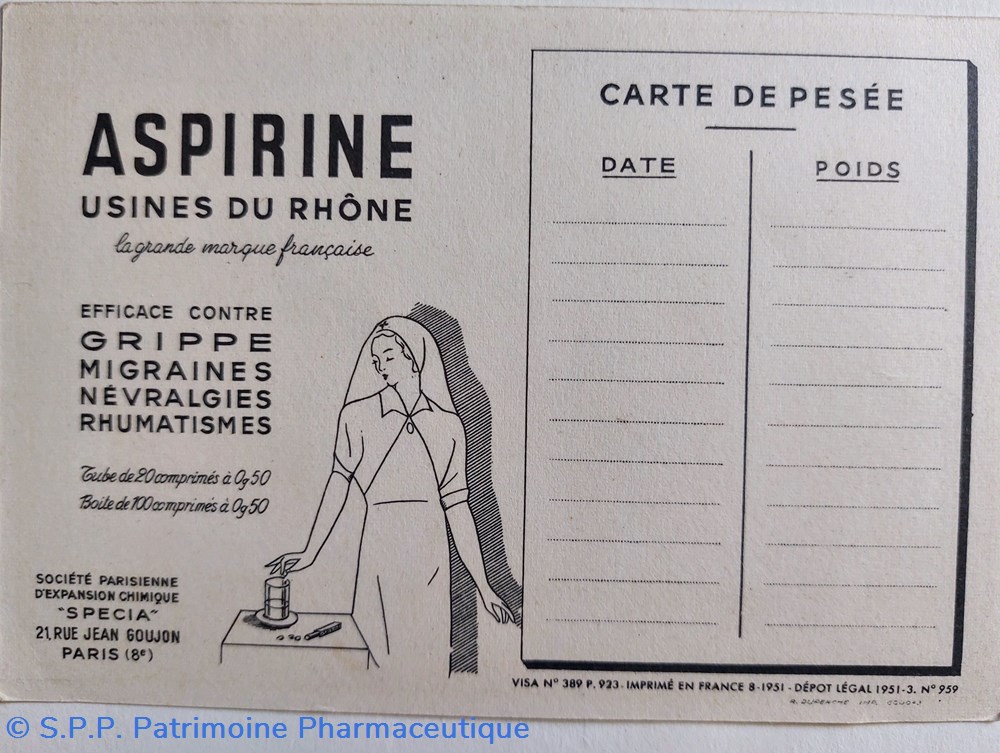 ASPIRINE
USINES DU RHÔNE
la grande marque française
EFFICACE CONTRE
GRIPPE
MIGRAINES
NÉVRALGIES
RHUMATISMES
Tube de 20 comprimés à 0g50
Boîte de 100 comprimés à 0g50
SOCIÉTÉ PARISIENNE
D'EXPANSION CHIMIQUE
"SPECIA"
21, RUE JEAN GOUJON
PARIS (8e)
CARTE DE PESÉE
DATE
POIDS
VISA N° 389 P. 923 - IMPRIMÉ EN FRANCE 8-1951 - DÉPOT LÉGAL 1951-3. N° 959
IMP.
© S.P.P. Patrimoine Pharmaceutique